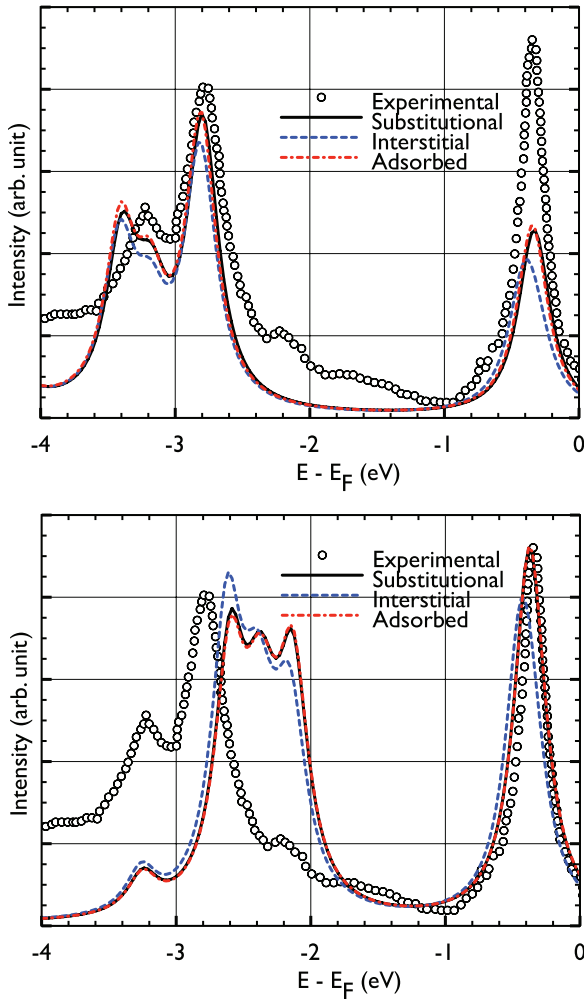 Intensity (arb. unit)
Experimental
Substitutional
Interstitial
Adsorbed
-4 -3 -2 -1 0
E - EF (eV)
Intensity (arb. unit)
Experimental
Substitutional
Interstitial
Adsorbed
-4 -3 -2 -1 0
E - EF (eV)